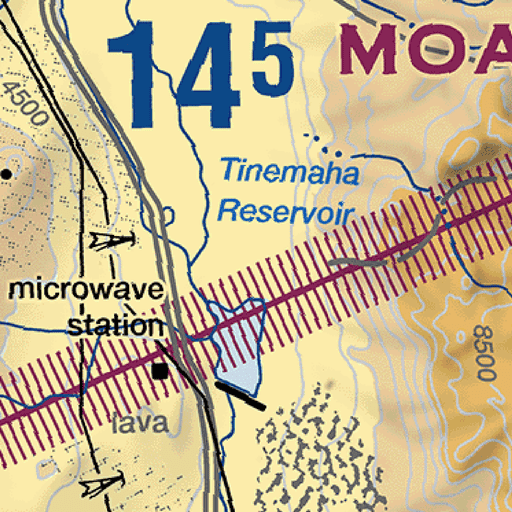 14⁵
MOA
4500
Tinemaha
Reservoir
microwave
station
8500
lava